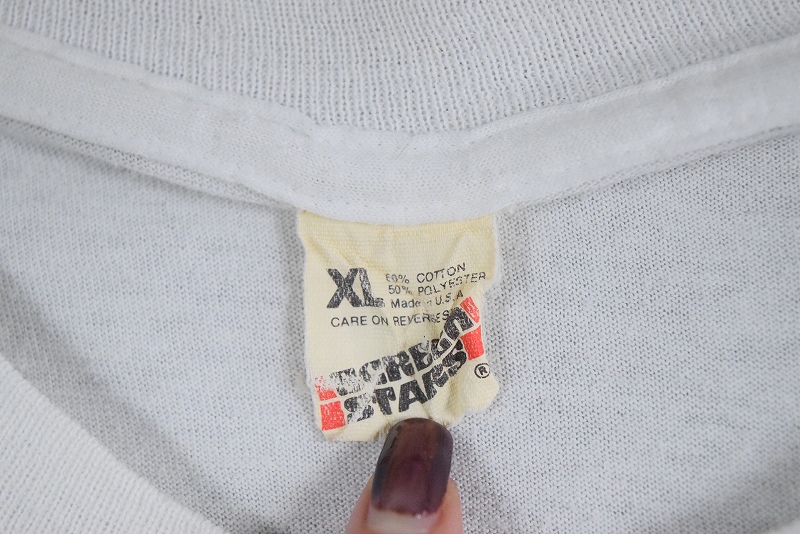 XL
50% COTTON
50% POLYESTER
Made in U.S.A
CARE ON REVERSE
SCREEN
STARS
®